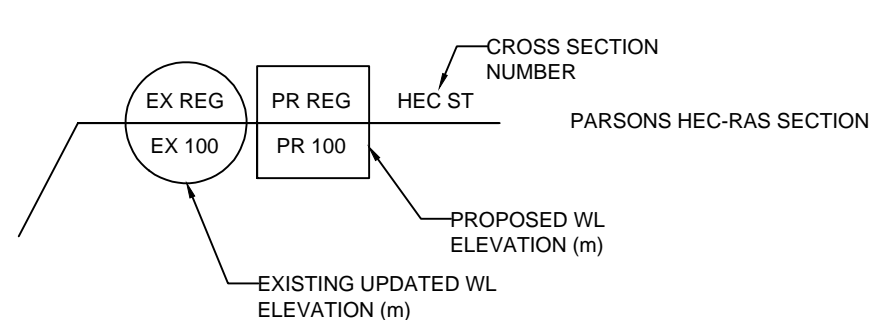 CROSS SECTION
NUMBER
EX REG
PR REG
HEC ST
EX 100
PR 100
PARSONS HEC-RAS SECTION
PROPOSED WL
ELEVATION (m)
EXISTING UPDATED WL
ELEVATION (m)